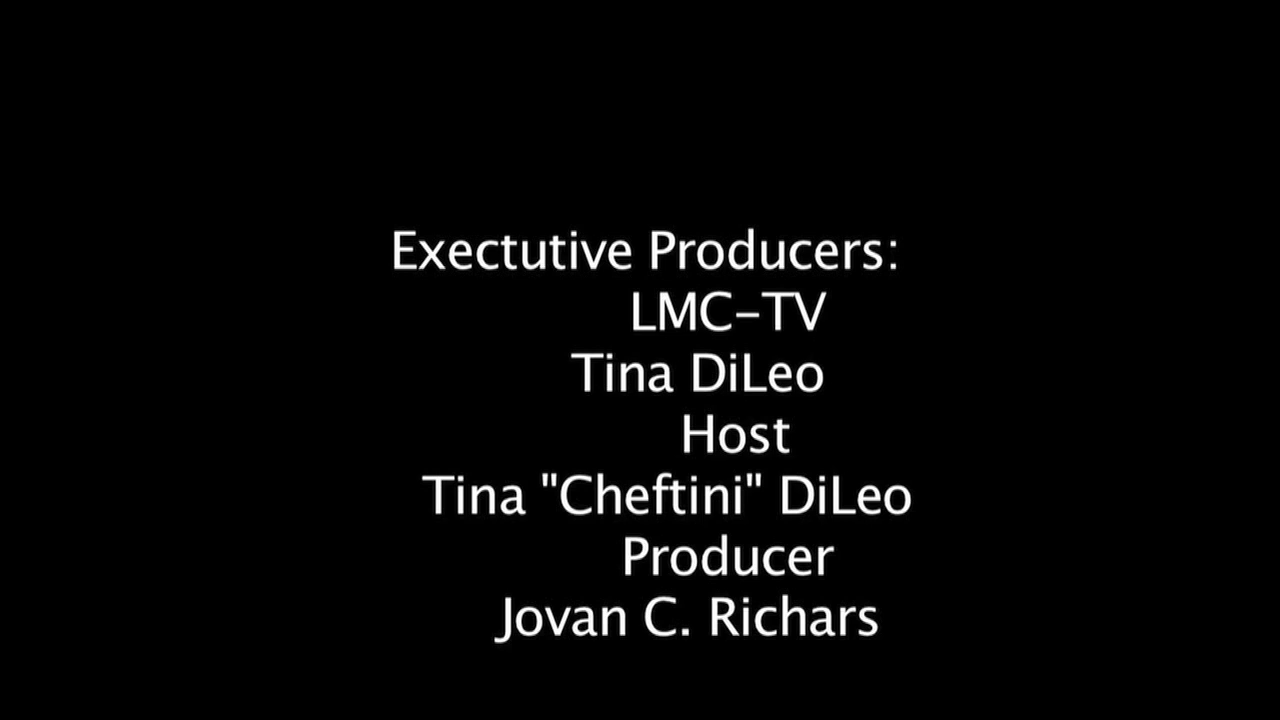 Exectutive Producers:
LMC-TV
Tina DiLeo
Host
Tina "Cheftini" DiLeo
Producer
Jovan C. Richars